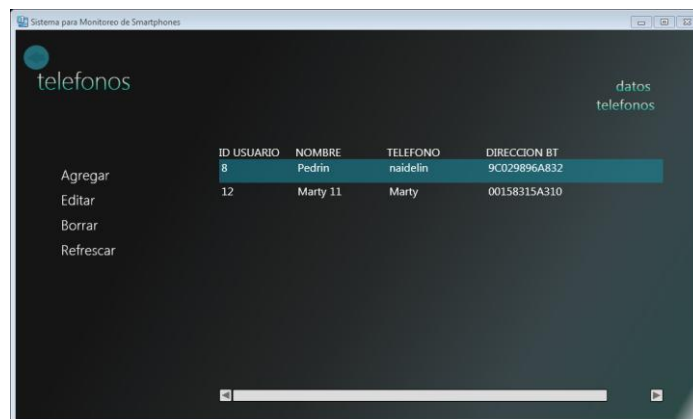 Sistema para Monitoreo de Smartphones
telefonos
datos
telefonos
ID USUARIO NOMBRE TELEFONO DIRECCION BT
8 Pedrin naidelin 9C029896A832
12 Marty 11 Marty 00158315A310
Agregar
Editar
Borrar
Refrescar